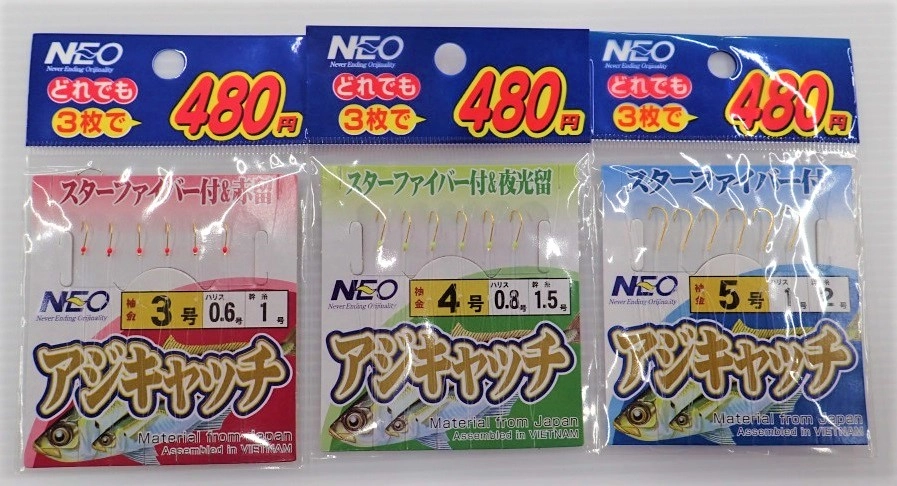 NEO
Never Ending Orijinality
どれでも
3枚で
480円
スターファイバー付&赤留
NEO
Never Ending Orijinality
袖金
3号
ハリス
0.6号
幹糸
1号
アジキャッチ
Material from Japan
Assembled in VIETNAM
NEO
Never Ending Orijinality
どれでも
3枚で
480円
スターファイバー付&夜光留
NEO
Never Ending Orijinality
袖金
4号
ハリス
0.8号
幹糸
1.5号
アジキャッチ
Material from Japan
Assembled in VIETNAM
NEO
Never Ending Orijinality
どれでも
3枚で
480円
スターファイバー付
NEO
Never Ending Orijinality
袖金
5号
ハリス
1号
幹糸
2号
アジキャッチ
Material from Japan
Assembled in VIETNAM